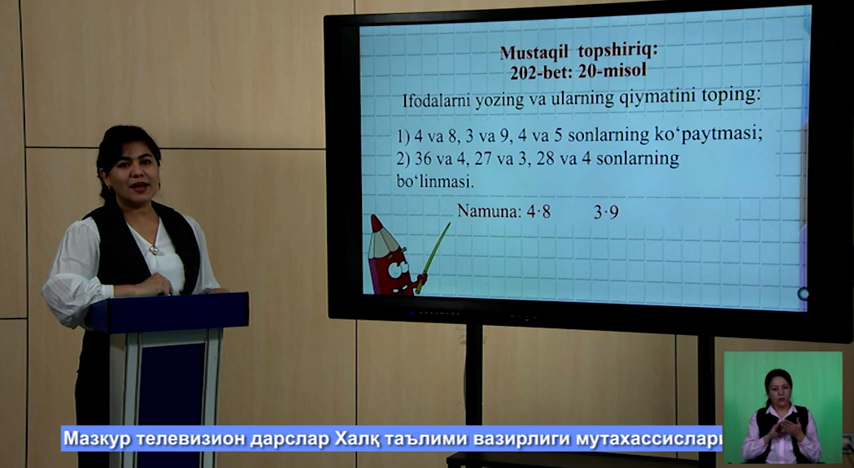 Mustaqil topshiriq:
202-bet: 20-misol
Ifodalarni yozing va ularning qiymatini toping:
1) 4 va 8, 3 va 9, 4 va 5 sonlarning ko‘paytmasi;
2) 36 va 4, 27 va 3, 28 va 4 sonlarning
bo‘linmasi.
Namuna: 4·8 3·9
Мазкур телевизион дарслар Халқ таълими вазирлиги мутахассислари